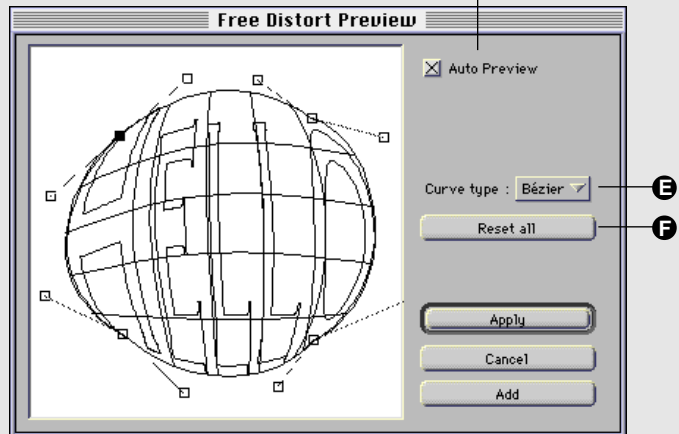 Free Distort Preview
Auto Preview
Curve type : Bézier
E
Reset all
F
Apply
Cancel
Add